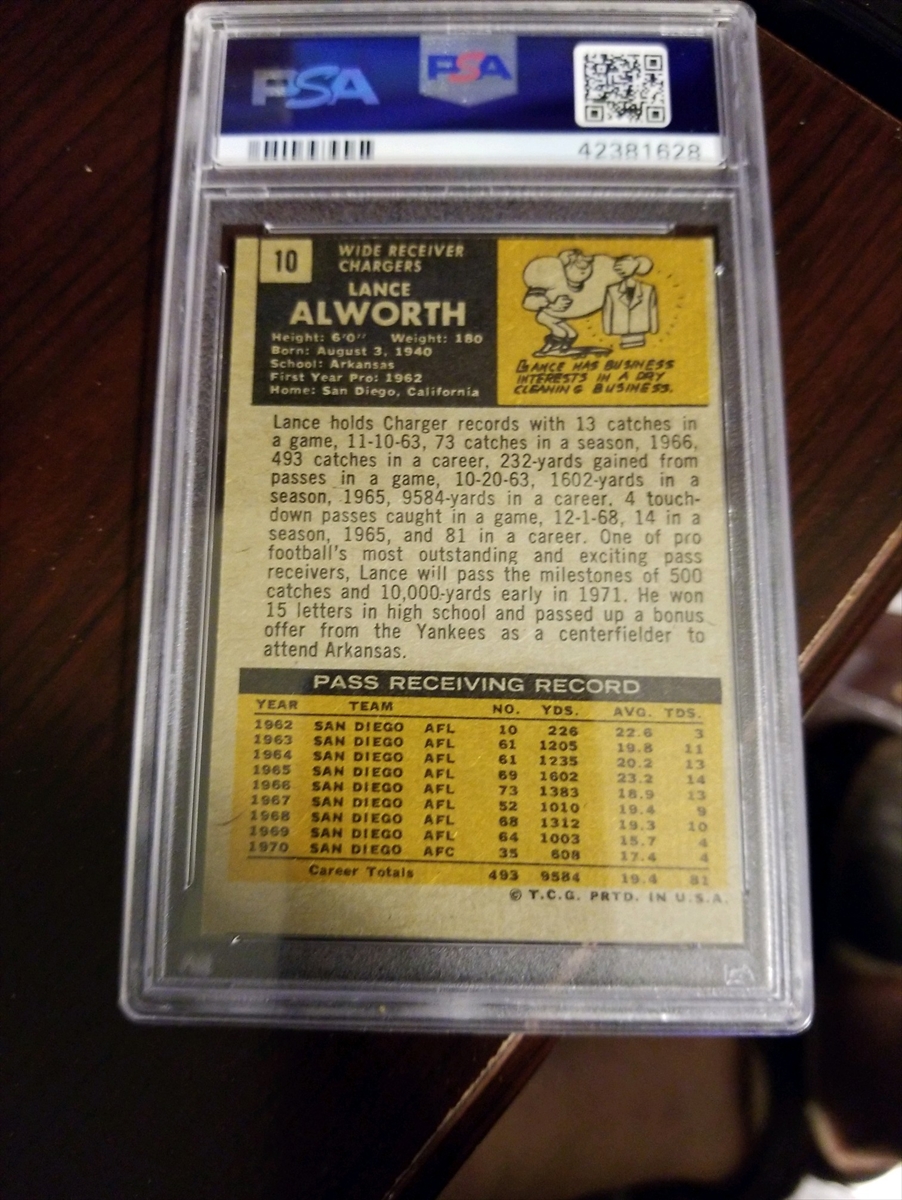 PSA PSA
42381628
10
WIDE RECEIVER
CHARGERS
LANCE
ALWORTH
Height: 6'0" Weight: 180
Born: August 3, 1940
School: Arkansas
First Year Pro: 1962
Home: San Diego, California
LANCE HAS BUSINESS
INTERESTS IN A DRY
CLEANING BUSINESS.
Lance holds Charger records with 13 catches in
a game, 11-10-63, 73 catches in a season, 1966,
493 catches in a career, 232-yards gained from
passes in a game, 10-20-63, 1602-yards in a
season, 1965, 9584-yards in a career, 4 touch-
down passes caught in a game, 12-1-68, 14 in a
season, 1965, and 81 in a career. One of pro
football's most outstanding and exciting pass
receivers, Lance will pass the milestones of 500
catches and 10,000-yards early in 1971. He won
15 letters in high school and passed up a bonus
offer from the Yankees as a centerfielder to
attend Arkansas.
PASS RECEIVING RECORD
YEAR TEAM NO. YDS. AVG. TDS.
1962 SAN DIEGO AFL 10 226 22.6 3
1963 SAN DIEGO AFL 61 1205 19.8 11
1964 SAN DIEGO AFL 61 1235 20.2 13
1965 SAN DIEGO AFL 69 1602 23.2 14
1966 SAN DIEGO AFL 73 1383 18.9 13
1967 SAN DIEGO AFL 52 1010 19.4 9
1968 SAN DIEGO AFL 68 1312 19.3 10
1969 SAN DIEGO AFL 64 1003 15.7 4
1970 SAN DIEGO AFC 35 608 17.4 4
Career Totals 493 9584 19.4 81
© T.C.G. PRTD. IN U.S.A.